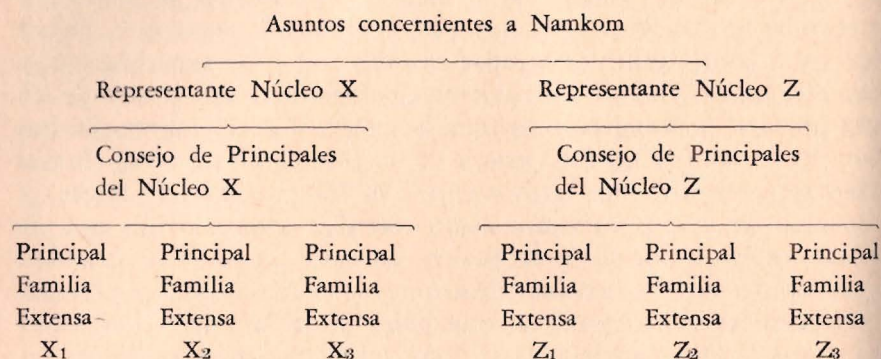 Asuntos concernientes a Namkom
Representante Núcleo X Representante Núcleo Z
Consejo de Principales Consejo de Principales
del Núcleo X del Núcleo Z
Principal Principal Principal Principal Principal Principal
Familia Familia Familia Familia Familia Familia
Extensa Extensa Extensa Extensa Extensa Extensa
X1 X2 X3 Z1 Z2 Z3